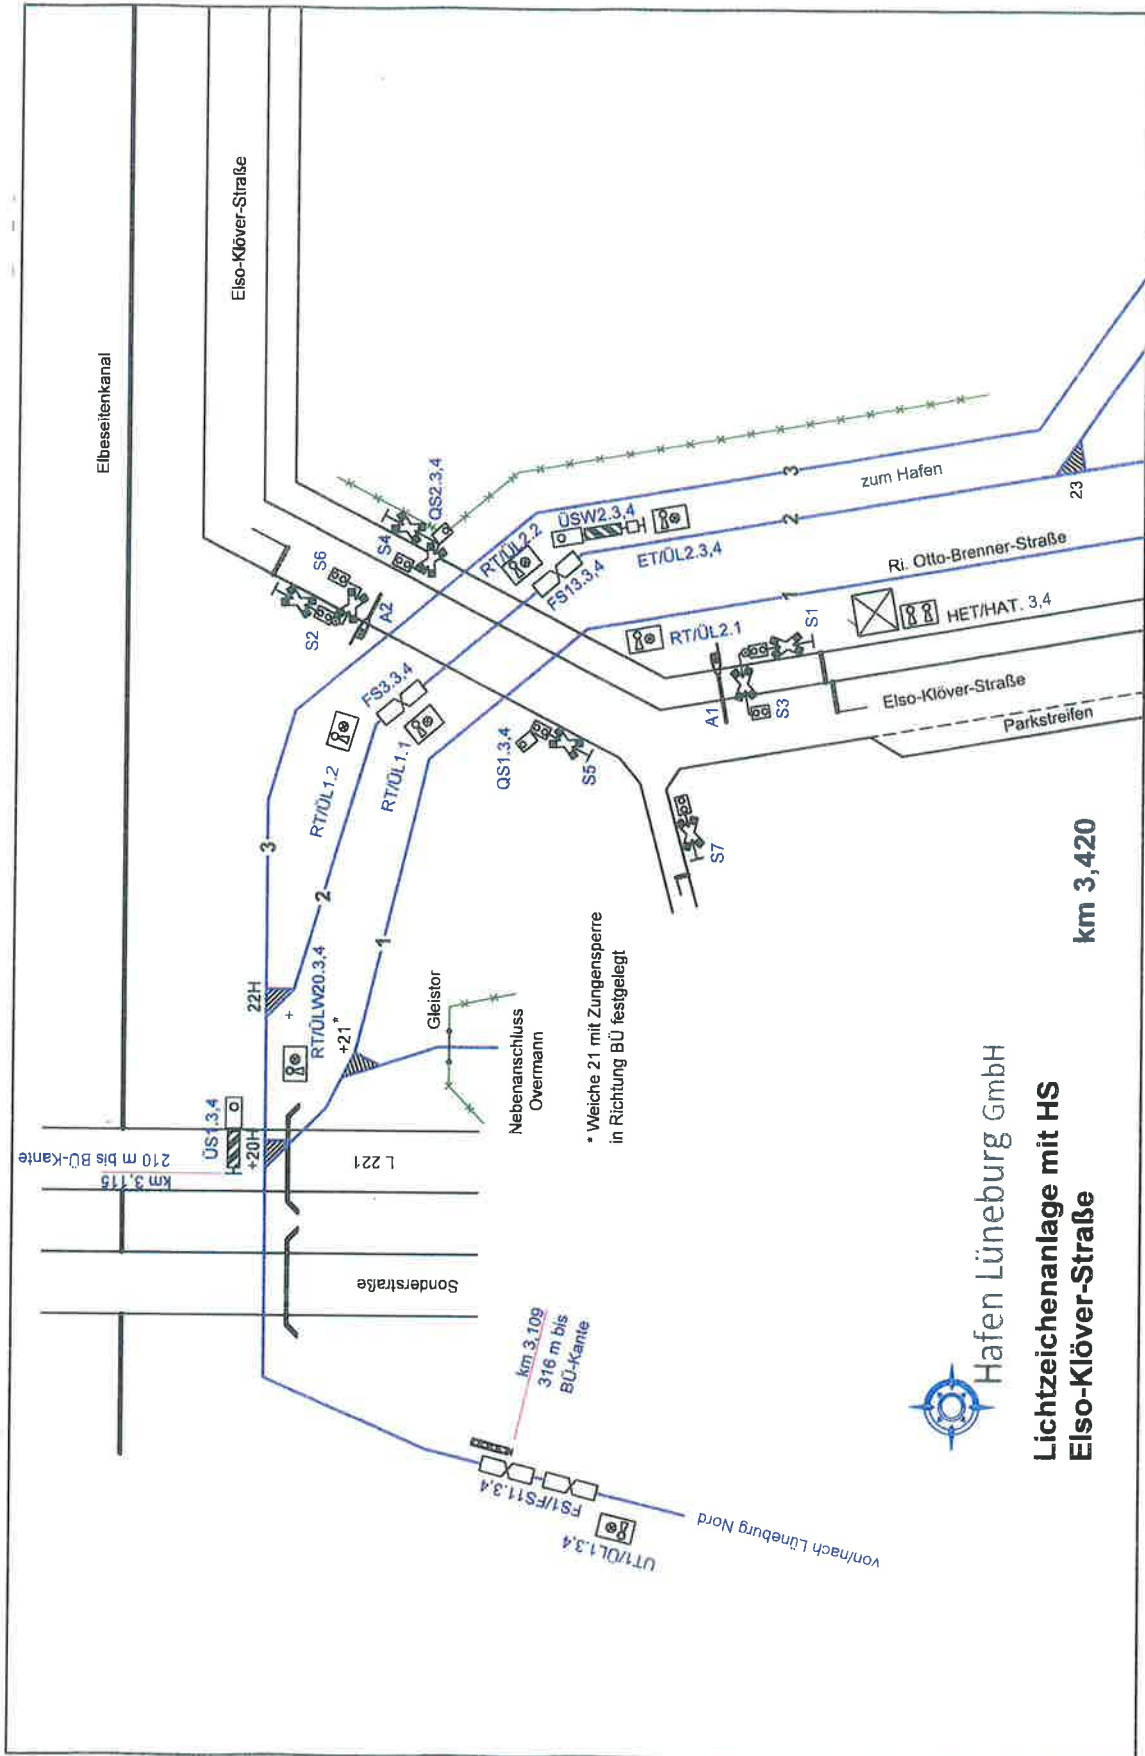 Elbeseitenkanal
Elso-Klöver-Straße
km 3,115
210 m bis BÜ-Kante
ÜS1.3,4
+20H
22H
+
RT/ÜLW20.3,4
+21*
L 221
Sonderstraße
3
2
1
RT/ÜL1.2
RT/ÜL1.1
FS3.3,4
S2
S6
A2
S4
QS2.3,4
RT/ÜL2.2
ÜSW2.3,4
FS13.3,4
ET/ÜL2.3,4
3
2
1
zum Hafen
23
Ri. Otto-Brenner-Straße
RT/ÜL2.1
HET/HAT. 3,4
S1
A1
S3
Elso-Klöver-Straße
Parkstreifen
QS1.3,4
S5
S7
Gleistor
Nebenanschluss
Overmann
* Weiche 21 mit Zungensperre
in Richtung BÜ festgelegt
km 3,109
316 m bis
BÜ-Kante
FS1/FS11.3,4
UT1/ÜL1.3,4
von/nach Lüneburg Nord
Hafen Lüneburg GmbH
Lichtzeichenanlage mit HS
Elso-Klöver-Straße
km 3,420